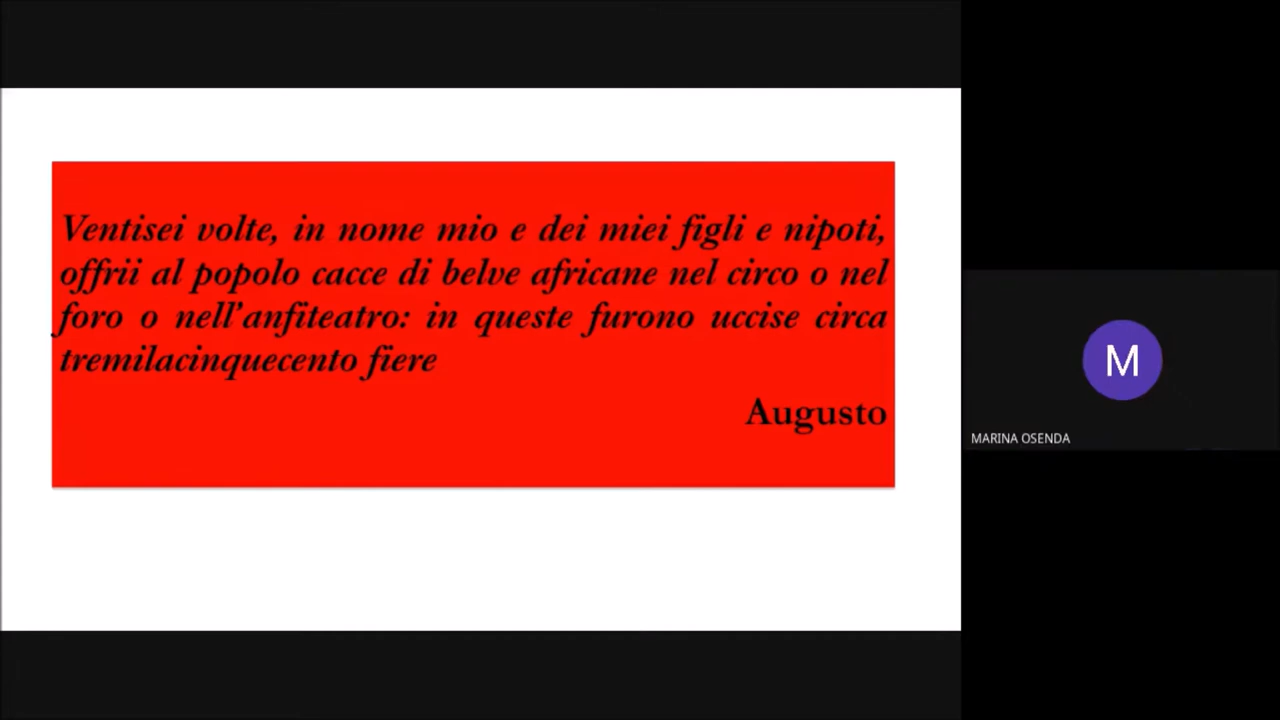 Ventisei volte, in nome mio e dei miei figli e nipoti,
offrii al popolo cacce di belve africane nel circo o nel
foro o nell'anfiteatro: in queste furono uccise circa
tremilacinquecento fiere
Augusto
M
MARINA OSENDA